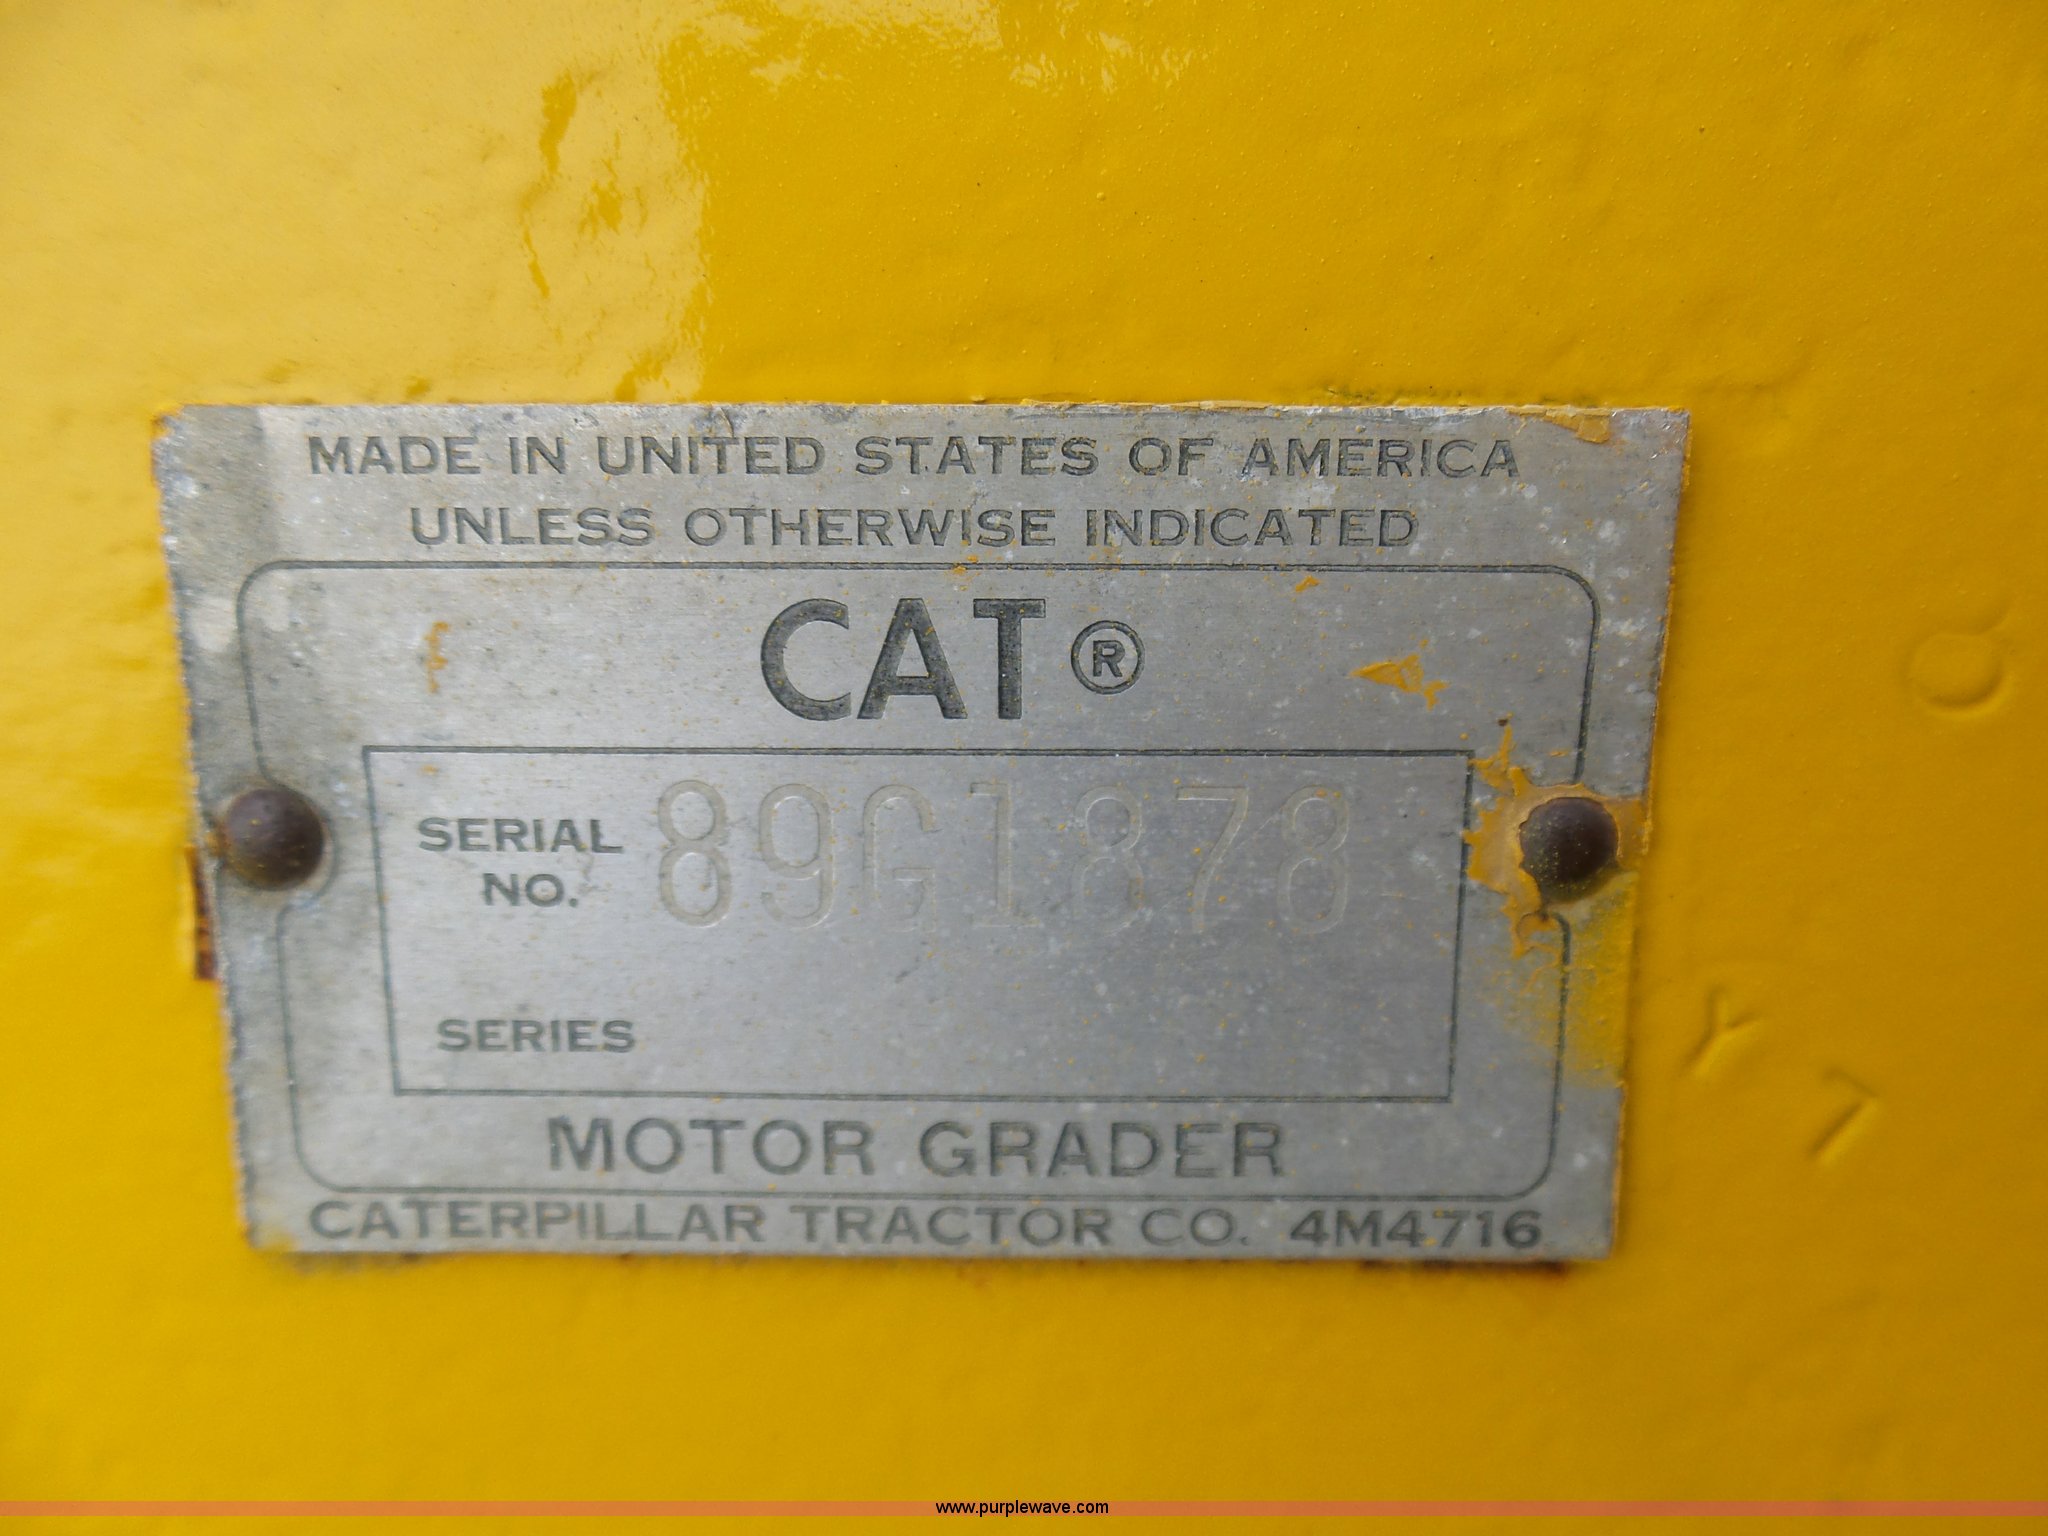 MADE IN UNITED STATES OF AMERICA
UNLESS OTHERWISE INDICATED
CAT ®
SERIAL NO. 89G1878
SERIES
MOTOR GRADER
CATERPILLAR TRACTOR CO. 4M4716
www.purplewave.com